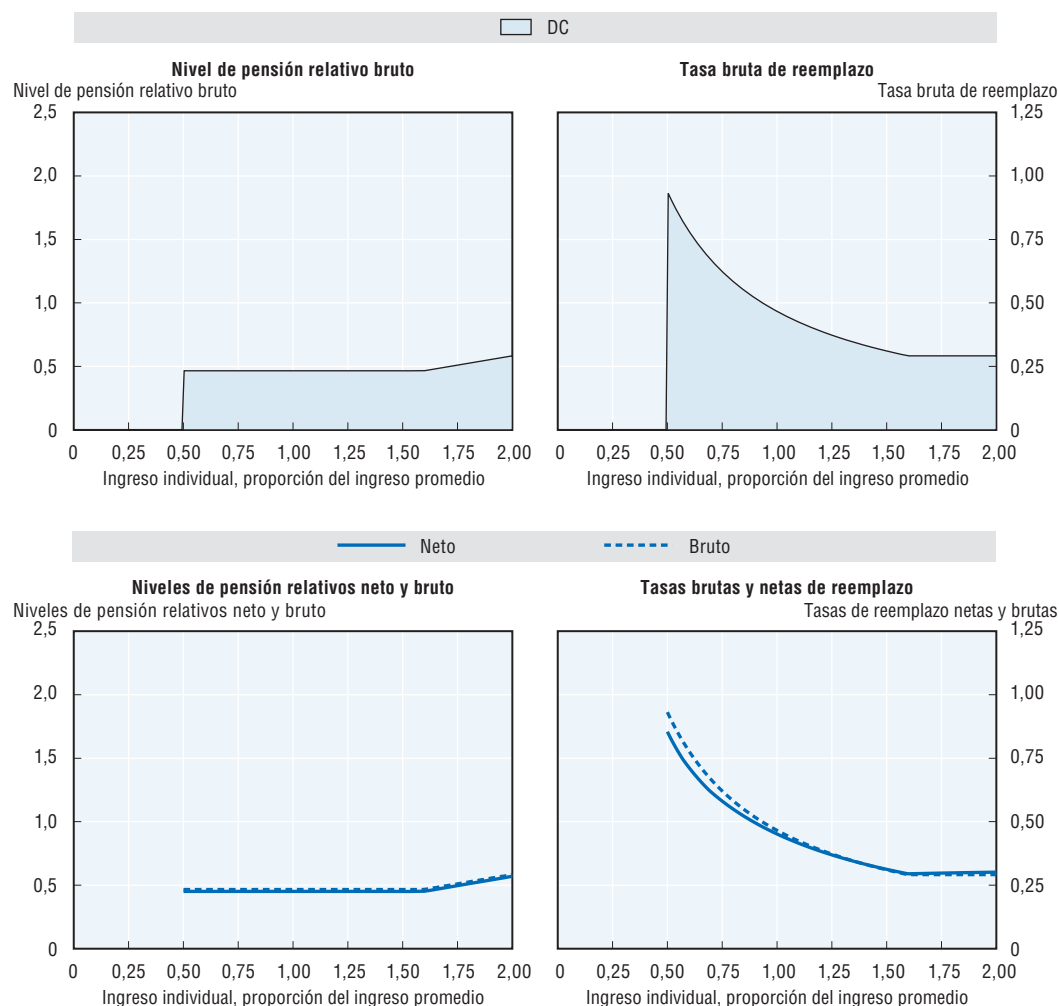 DC
Nivel de pensión relativo bruto
Nivel de pensión relativo bruto
2,5
2,0
1,5
1,0
0,5
0
0 0,25 0,50 0,75 1,00 1,25 1,50 1,75 2,00
Ingreso individual, proporción del ingreso promedio
Tasa bruta de reemplazo
Tasa bruta de reemplazo
1,25
1,00
0,75
0,50
0,25
0
0 0,25 0,50 0,75 1,00 1,25 1,50 1,75 2,00
Ingreso individual, proporción del ingreso promedio
Neto Bruto
Niveles de pensión relativos neto y bruto
Niveles de pensión relativos neto y bruto
2,5
2,0
1,5
1,0
0,5
0
0 0,25 0,50 0,75 1,00 1,25 1,50 1,75 2,00
Ingreso individual, proporción del ingreso promedio
Tasas brutas y netas de reemplazo
Tasas de reemplazo netas y brutas
1,25
1,00
0,75
0,50
0,25
0
0 0,25 0,50 0,75 1,00 1,25 1,50 1,75 2,00
Ingreso individual, proporción del ingreso promedio